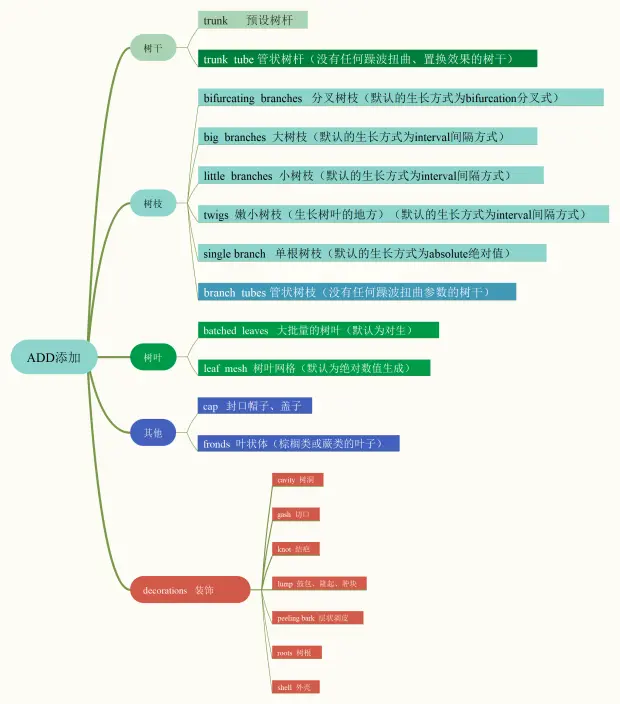 ADD添加
树干
trunk 预设树杆
trunk tube 管状树杆（没有任何躁波扭曲、置换效果的树干）
树枝
bifurcating branches 分叉树枝（默认的生长方式为bifurcation分叉式）
big branches 大树枝（默认的生长方式为interval间隔方式）
little branches 小树枝（默认的生长方式为interval间隔方式）
twigs 嫩小树枝（生长树叶的地方）（默认的生长方式为interval间隔方式）
single branch 单根树枝（默认的生长方式为absolute绝对值）
branch tubes 管状树枝（没有任何躁波扭曲参数的树干）
树叶
batched leaves 大批量的树叶（默认为对生）
leaf mesh 树叶网格（默认为绝对数值生成）
其他
cap 封口帽子、盖子
fronds 叶状体（棕榈类或蕨类的叶子）
decorations 装饰
cavity 树洞
gash 切口
knot 结疤
lump 鼓包、隆起、肿块
peeling bark 层状剥皮
roots 树根
shelf 外壳